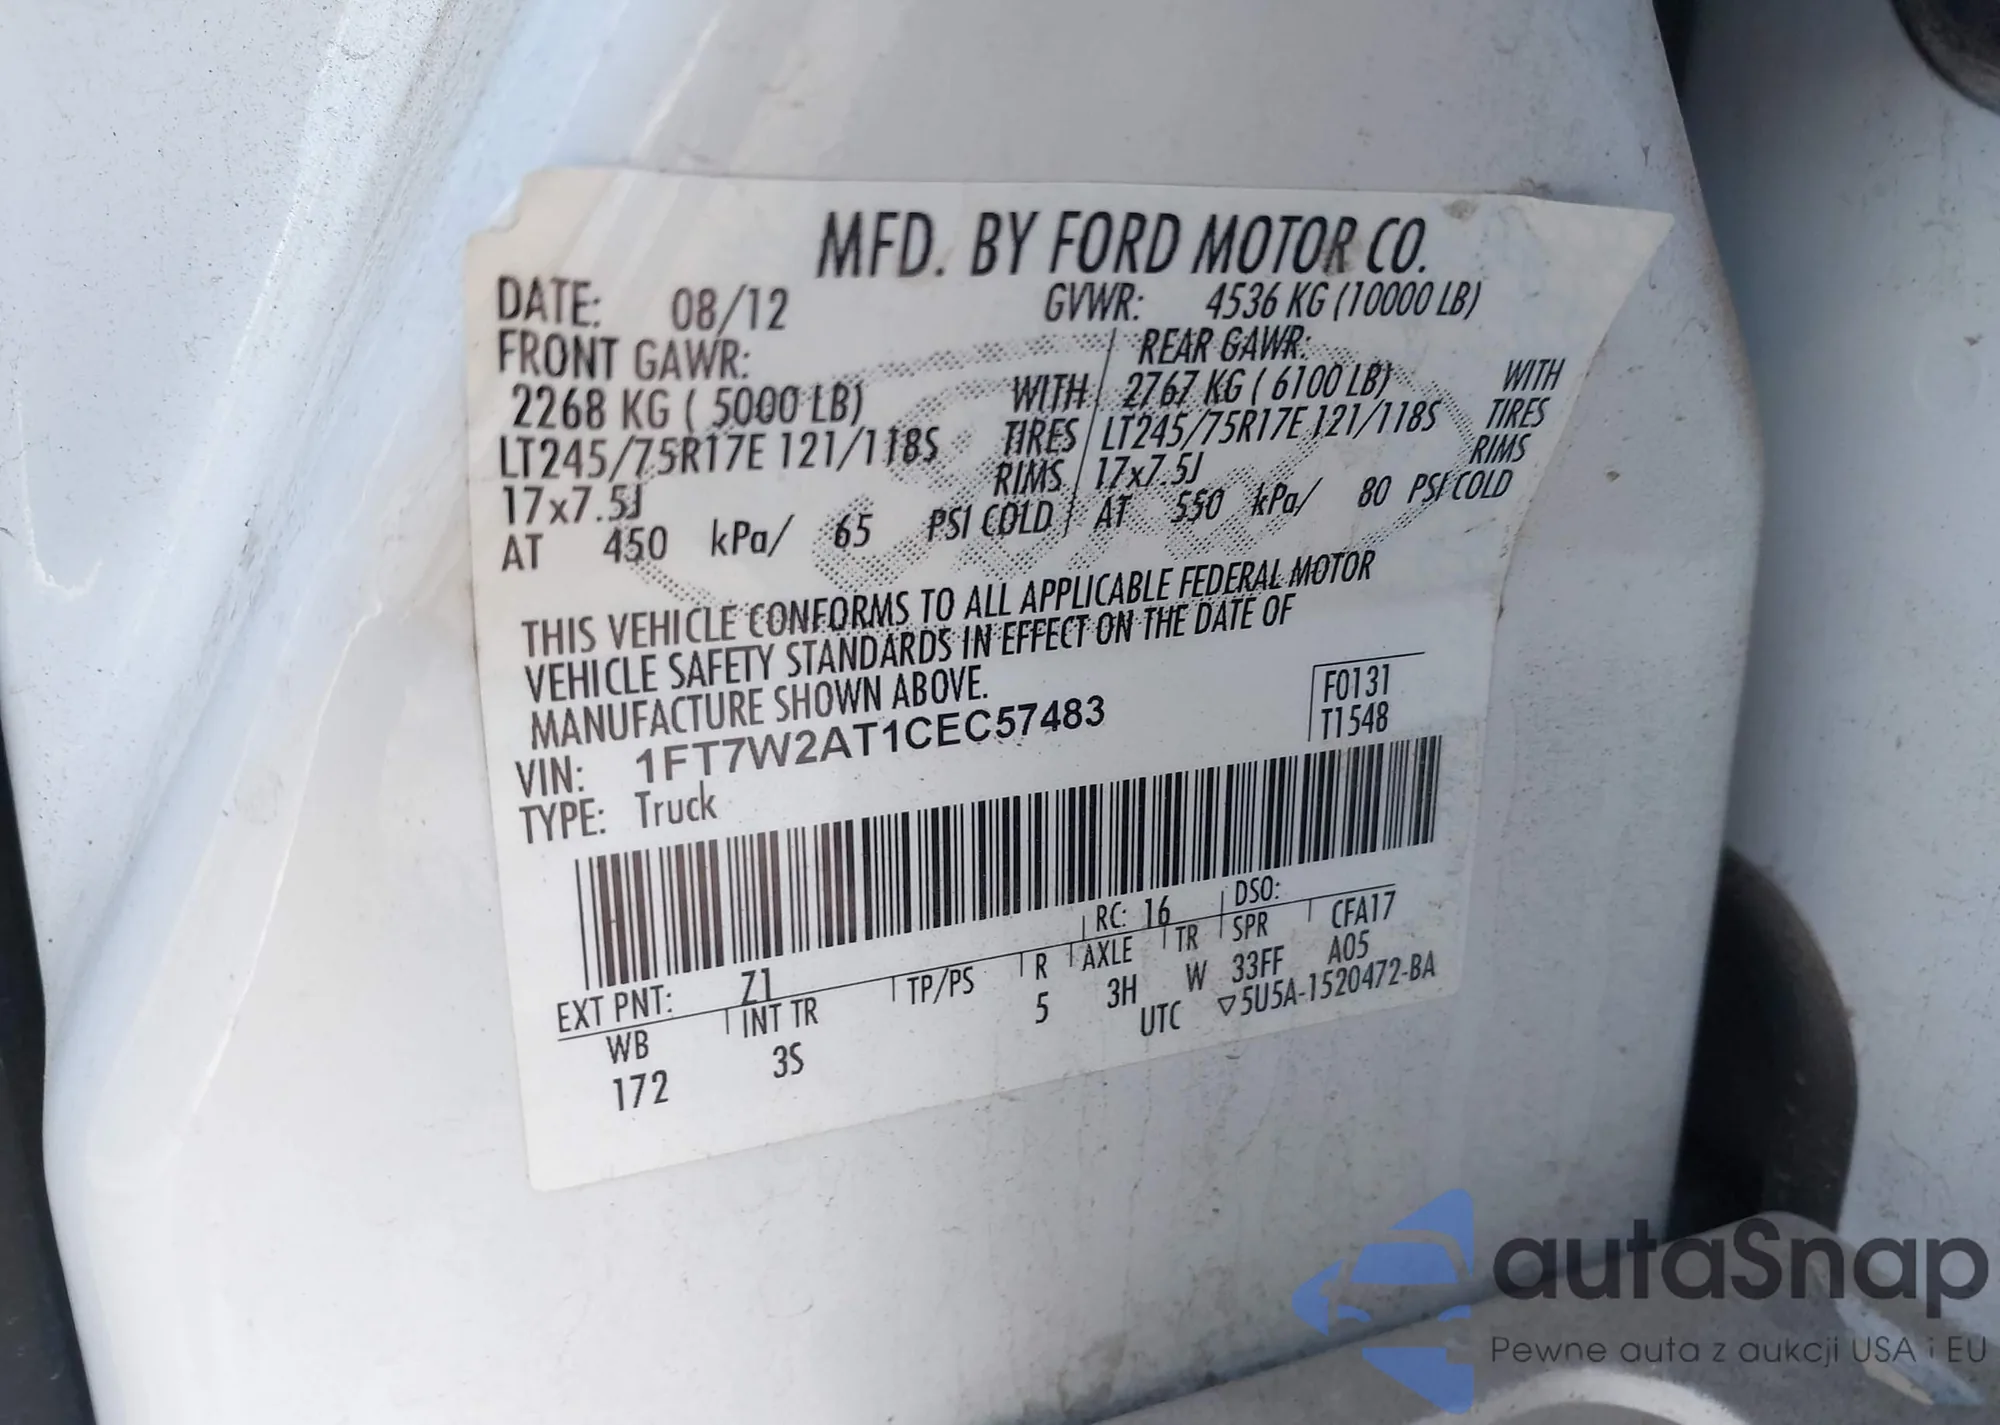 MFD. BY FORD MOTOR CO.
DATE: 08/12 GVWR: 4536 KG (10000 LB)
FRONT GAWR: REAR GAWR:
2268 KG ( 5000 LB) WITH 2767 KG ( 6100 LB) WITH
LT245/75R17E 121/118S TIRES LT245/75R17E 121/118S TIRES
17x7.5J RIMS 17x7.5J RIMS
AT 450 kPa/ 65 PSI COLD AT 550 kPa/ 80 PSI COLD
THIS VEHICLE CONFORMS TO ALL APPLICABLE FEDERAL MOTOR
VEHICLE SAFETY STANDARDS IN EFFECT ON THE DATE OF
MANUFACTURE SHOWN ABOVE.
F0131
T1548
VIN: 1FT7W2AT1CEC57483
TYPE: Truck
EXT PNT: Z1 RC: 16 DSO:
WB INT TR TP/PS R AXLE TR SPR CFA17
172 3S 5 3H W 33FF A05
UTC ▽5U5A-1520472-BA
autaSnap
Pewne auta z aukcji USA i EU